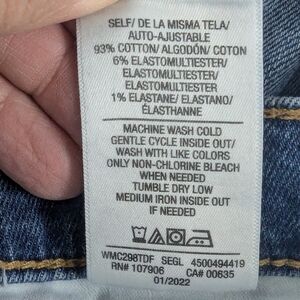 SELF/ DE LA MISMA TELA/
AUTO-AJUSTABLE
93% COTTON/ ALGODÓN/ COTON
6% ELASTOMULTIESTER/
ELASTOMULTIESTER/
ELASTOMULTIESTER/
1% ELASTANE/ ELASTANO/
ÉLASTHANNE
MACHINE WASH COLD
GENTLE CYCLE INSIDE OUT/
WASH WITH LIKE COLORS
ONLY NON-CHLORINE BLEACH
WHEN NEEDED
TUMBLE DRY LOW
MEDIUM IRON INSIDE OUT IF
NEEDED
WMC298TDF SEGL 4500494419
RN# 107906 CA# 00635
01/2022